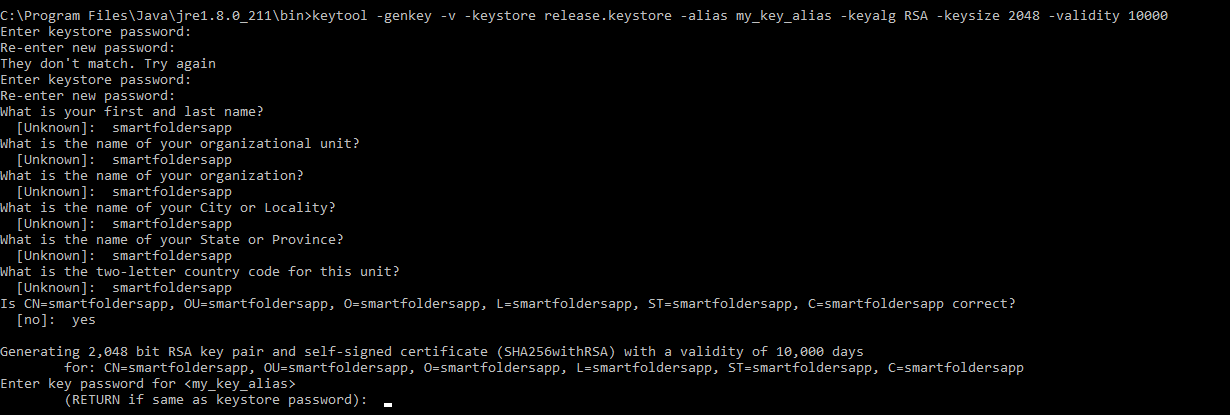 C:\Program Files\Java\jre1.8.0_211\bin>keytool -genkey -v -keystore release.keystore -alias my_key_alias -keyalg RSA -keysize 2048 -validity 10000
Enter keystore password:
Re-enter new password:
They don't match. Try again
Enter keystore password:
Re-enter new password:
What is your first and last name?
  [Unknown]:  smartfoldersapp
What is the name of your organizational unit?
  [Unknown]:  smartfoldersapp
What is the name of your organization?
  [Unknown]:  smartfoldersapp
What is the name of your City or Locality?
  [Unknown]:  smartfoldersapp
What is the name of your State or Province?
  [Unknown]:  smartfoldersapp
What is the two-letter country code for this unit?
  [Unknown]:  smartfoldersapp
Is CN=smartfoldersapp, OU=smartfoldersapp, O=smartfoldersapp, L=smartfoldersapp, ST=smartfoldersapp, C=smartfoldersapp correct?
  [no]:  yes

Generating 2,048 bit RSA key pair and self-signed certificate (SHA256withRSA) with a validity of 10,000 days
        for: CN=smartfoldersapp, OU=smartfoldersapp, O=smartfoldersapp, L=smartfoldersapp, ST=smartfoldersapp, C=smartfoldersapp
Enter key password for <my_key_alias>
        (RETURN if same as keystore password):